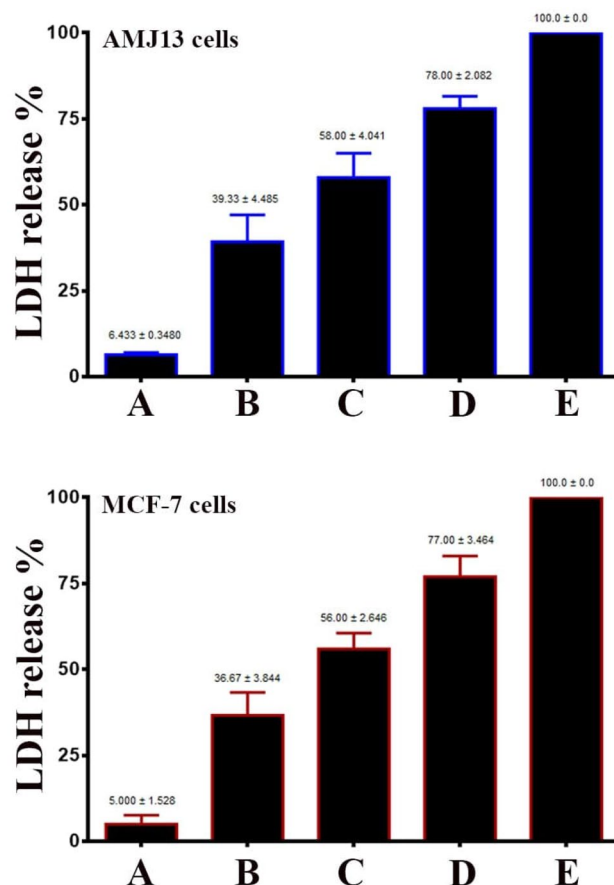 AMJ13 cells
LDH release %
100
75
50
25
0
6.433 ± 0.3480
39.33 ± 4.485
58.00 ± 4.041
78.00 ± 2.082
100.0 ± 0.0
A B C D E
MCF-7 cells
LDH release %
100
75
50
25
0
5.000 ± 1.528
36.67 ± 3.844
56.00 ± 2.646
77.00 ± 3.464
100.0 ± 0.0
A B C D E